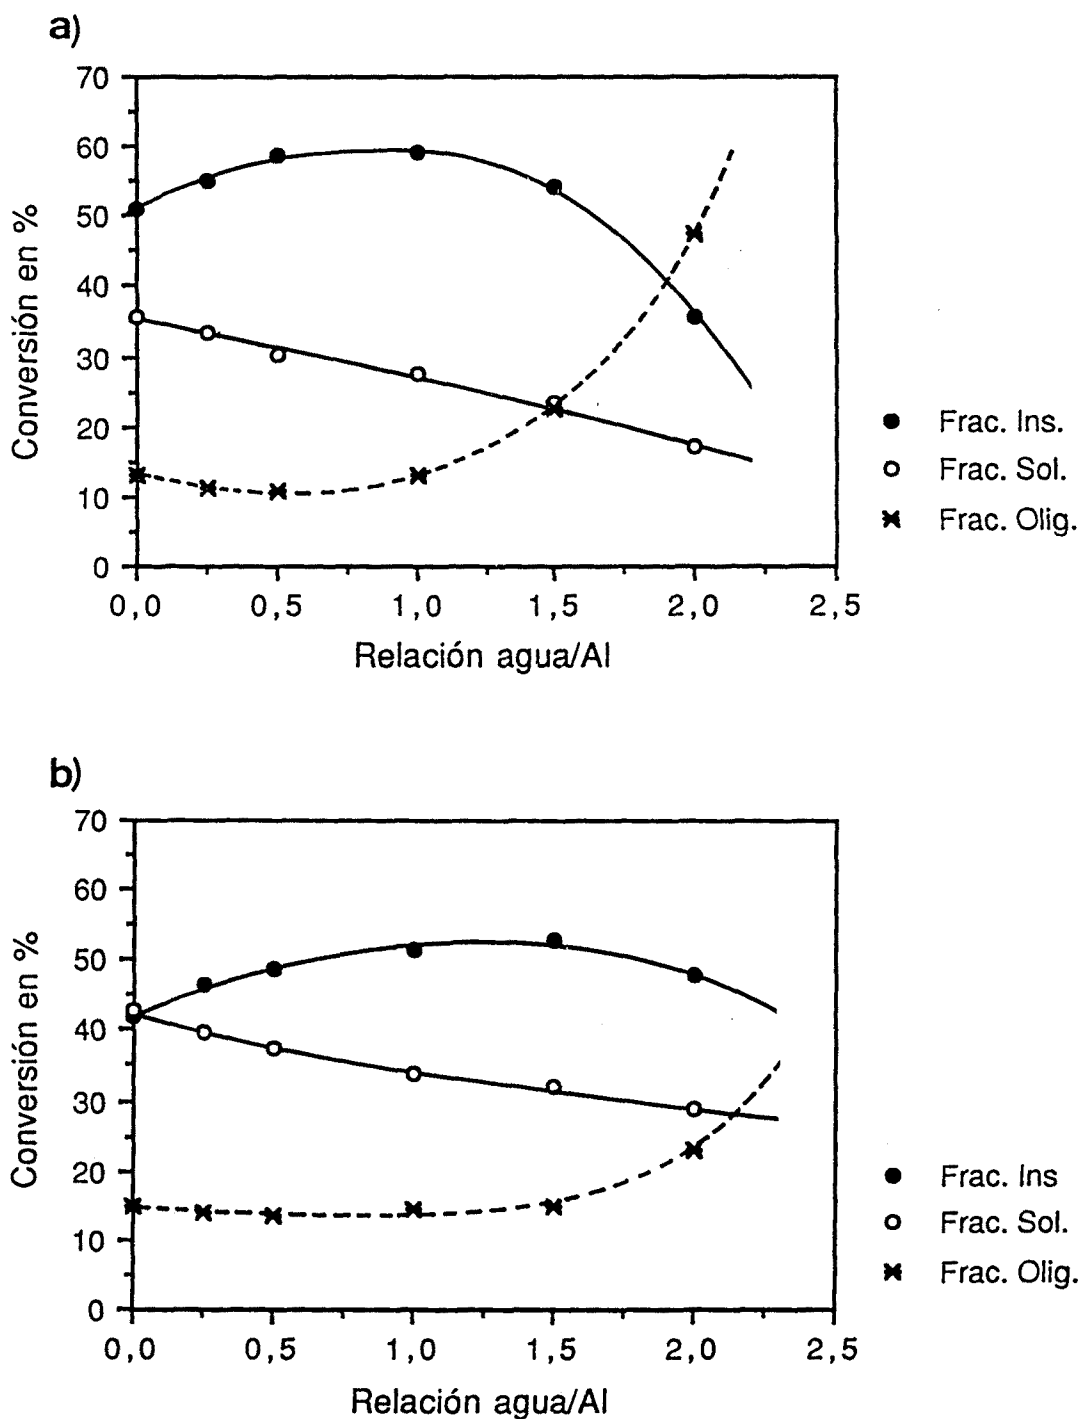 a)
70
60
50
40
30
20
10
0
Conversión en %
0,0 0,5 1,0 1,5 2,0 2,5
Relación agua/Al
Frac. Ins.
Frac. Sol.
Frac. Olig.
b)
70
60
50
40
30
20
10
0
Conversión en %
0,0 0,5 1,0 1,5 2,0 2,5
Relación agua/Al
Frac. Ins
Frac. Sol.
Frac. Olig.